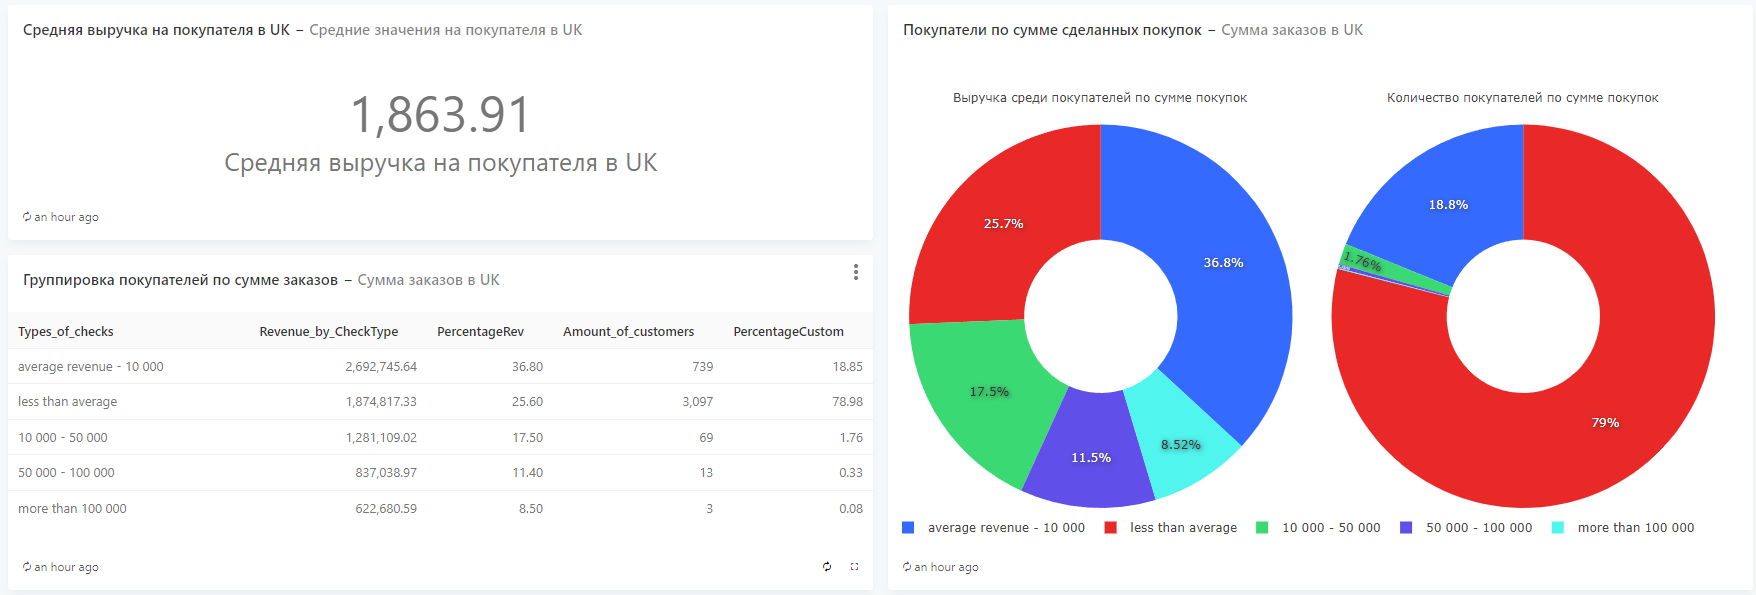 Средняя выручка на покупателя в UK – Средние значения на покупателя в UK
1,863.91
Средняя выручка на покупателя в UK
an hour ago
Группировка покупателей по сумме заказов – Сумма заказов в UK
Types_of_checks Revenue_by_CheckType PercentageRev Amount_of_customers PercentageCustom
average revenue - 10 000 2,692,745.64 36.80 739 18.85
less than average 1,874,817.33 25.60 3,097 78.98
10 000 - 50 000 1,281,109.02 17.50 69 1.76
50 000 - 100 000 837,038.97 11.40 13 0.33
more than 100 000 622,680.59 8.50 3 0.08
an hour ago
Покупатели по сумме сделанных покупок – Сумма заказов в UK
Выручка среди покупателей по сумме покупок
25.7%
36.8%
17.5%
8.52%
11.5%
Количество покупателей по сумме покупок
18.8%
1.76%
79%
average revenue - 10 000 less than average 10 000 - 50 000 50 000 - 100 000 more than 100 000
an hour ago